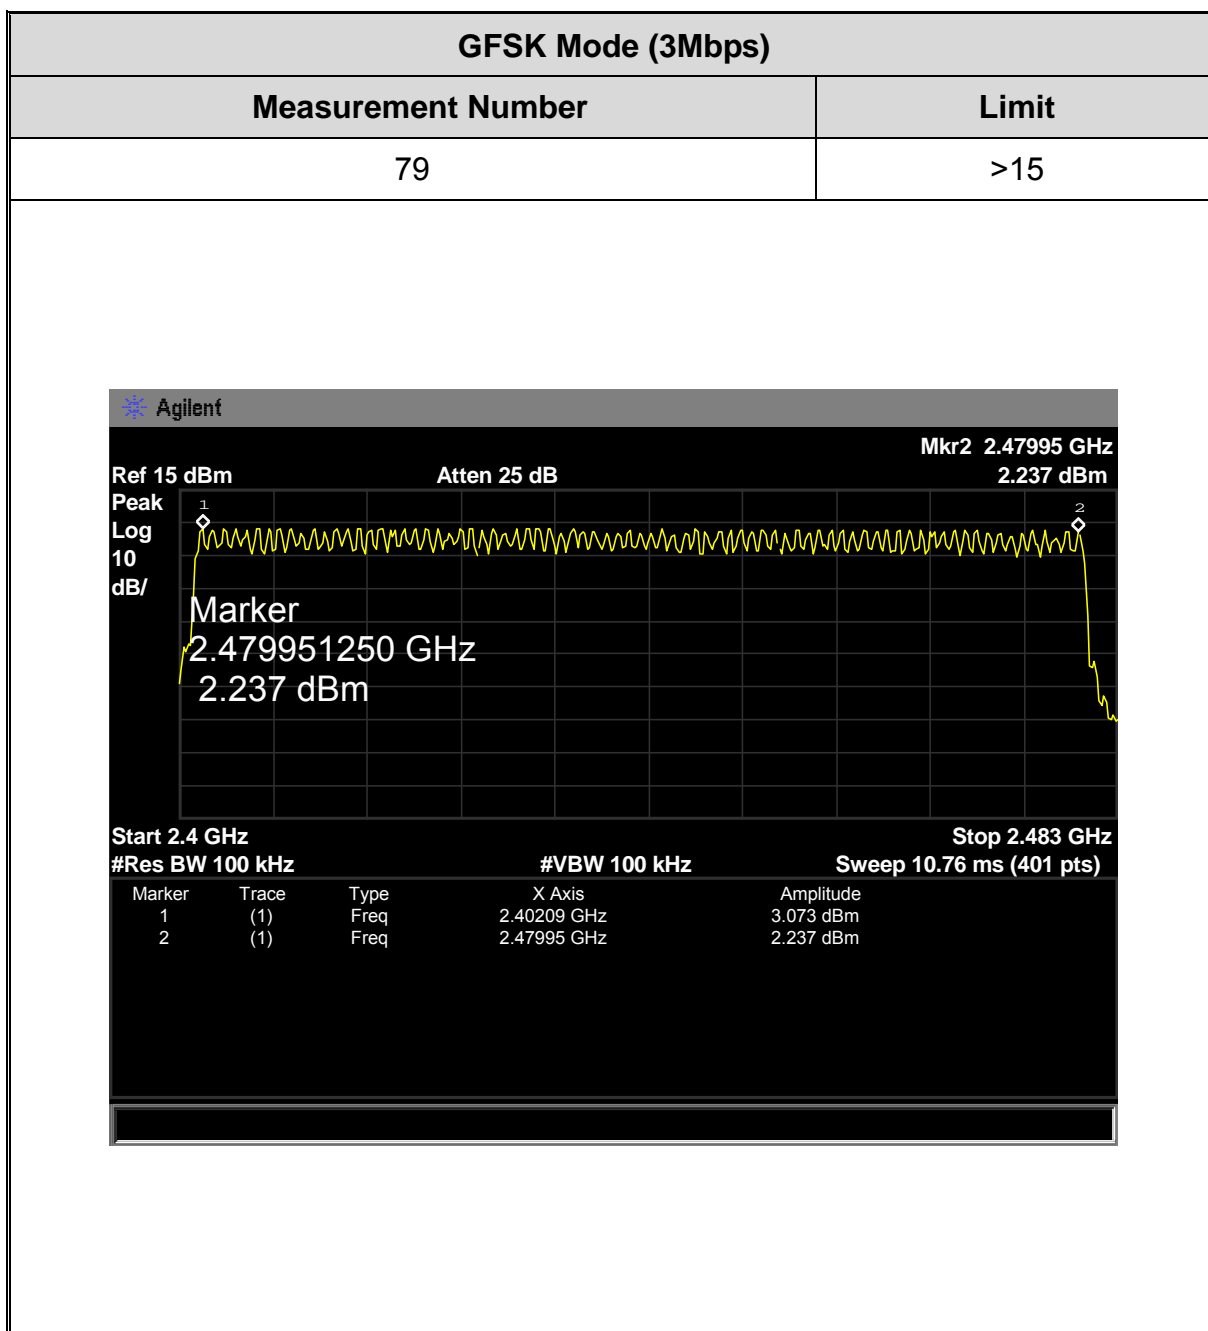 GFSK Mode (3Mbps)
Measurement Number Limit
79 >15
Agilent
Mkr2 2.47995 GHz
Ref 15 dBm Atten 25 dB 2.237 dBm
Peak
Log
10
dB/
1
2
Marker
2.479951250 GHz
2.237 dBm
Start 2.4 GHz Stop 2.483 GHz
#Res BW 100 kHz #VBW 100 kHz Sweep 10.76 ms (401 pts)
Marker Trace Type X Axis Amplitude
1 (1) Freq 2.40209 GHz 3.073 dBm
2 (1) Freq 2.47995 GHz 2.237 dBm